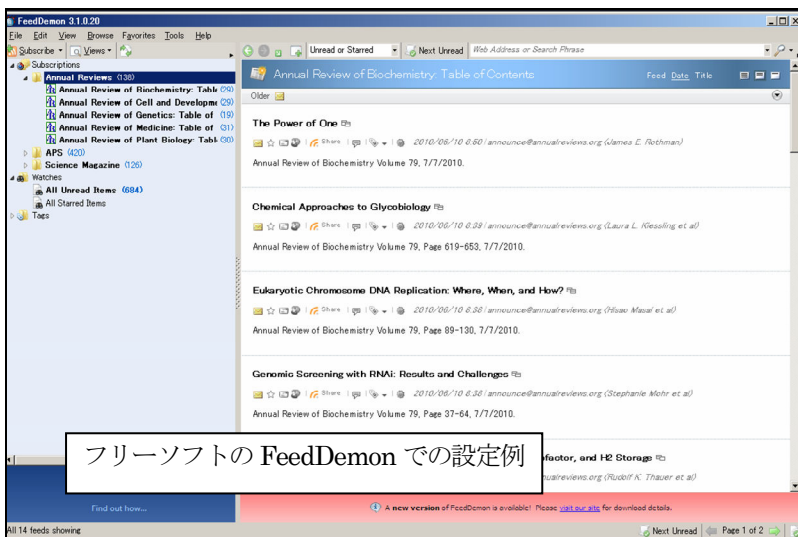 FeedDemon 3.1.0.20
File Edit View Browse Favorites Tools Help
Subscribe Views Unread or Starred Next Unread Web Address or Search Phrase
Subscriptions
Annual Reviews (138)
Annual Review of Biochemistry: Table (29)
Annual Review of Cell and Developme (29)
Annual Review of Genetics: Table of (19)
Annual Review of Medicine: Table of (31)
Annual Review of Plant Biology: Tabl (30)
APS (420)
Science Magazine (126)
Watches
All Unread Items (684)
All Starred Items
Tags
Annual Review of Biochemistry: Table of Contents Feed Date Title
Older
The Power of One
Share 2010/06/10 6:50 | announce@annualreviews.org (James E. Rothman)
Annual Review of Biochemistry Volume 79, 7/7/2010.
Chemical Approaches to Glycobiology
Share 2010/06/10 6:39 | announce@annualreviews.org (Laura L. Kiessling et al)
Annual Review of Biochemistry Volume 79, Page 619-653, 7/7/2010.
Eukaryotic Chromosome DNA Replication: Where, When, and How?
Share 2010/06/10 6:38 | announce@annualreviews.org (Hisao Masai et al)
Annual Review of Biochemistry Volume 79, Page 89-130, 7/7/2010.
Genomic Screening with RNAi: Results and Challenges
Share 2010/06/10 6:38 | announce@annualreviews.org (Stephanie Mohr et al)
Annual Review of Biochemistry Volume 79, Page 37-64, 7/7/2010.
ofactor, and H2 Storage
nualreviews.org (Rudolf K. Thauer et al)
フリーソフトの FeedDemon での設定例
Find out how...
A new version of FeedDemon is available! Please visit our site for download details.
All 14 feeds showing Next Unread Page 1 of 2